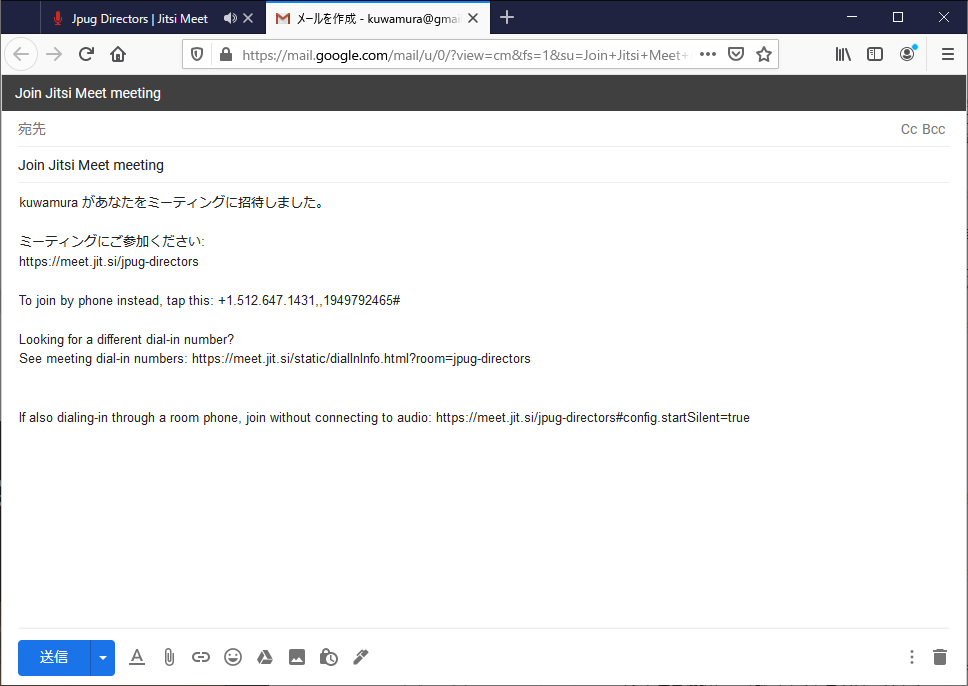 Jpug Directors | Jitsi Meet
メールを作成 - kuwamura@gmai
https://mail.google.com/mail/u/0/?view=cm&fs=1&su=Join+Jitsi+Meet+
Join Jitsi Meet meeting
宛先
Cc Bcc
Join Jitsi Meet meeting
kuwamura があなたをミーティングに招待しました。
ミーティングにご参加ください:
https://meet.jit.si/jpug-directors
To join by phone instead, tap this: +1.512.647.1431,,1949792465#
Looking for a different dial-in number?
See meeting dial-in numbers: https://meet.jit.si/static/dialInInfo.html?room=jpug-directors
If also dialing-in through a room phone, join without connecting to audio: https://meet.jit.si/jpug-directors#config.startSilent=true
送信